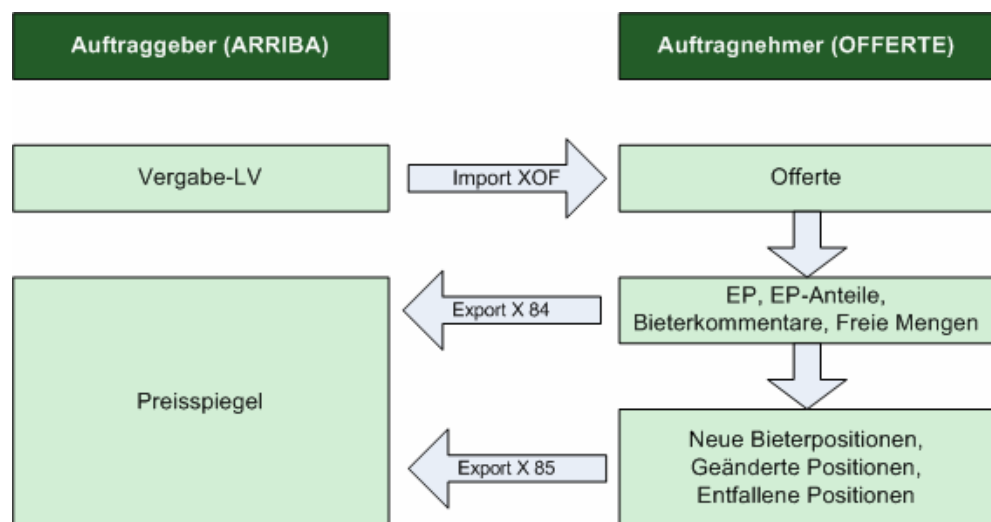 Auftraggeber (ARRIBA)
Auftragnehmer (OFFERTE)
Vergabe-LV
Import XOF
Offerte
Export X 84
EP, EP-Anteile,
Bieterkommentare, Freie Mengen
Preisspiegel
Export X 85
Neue Bieterpositionen,
Geänderte Positionen,
Entfallene Positionen